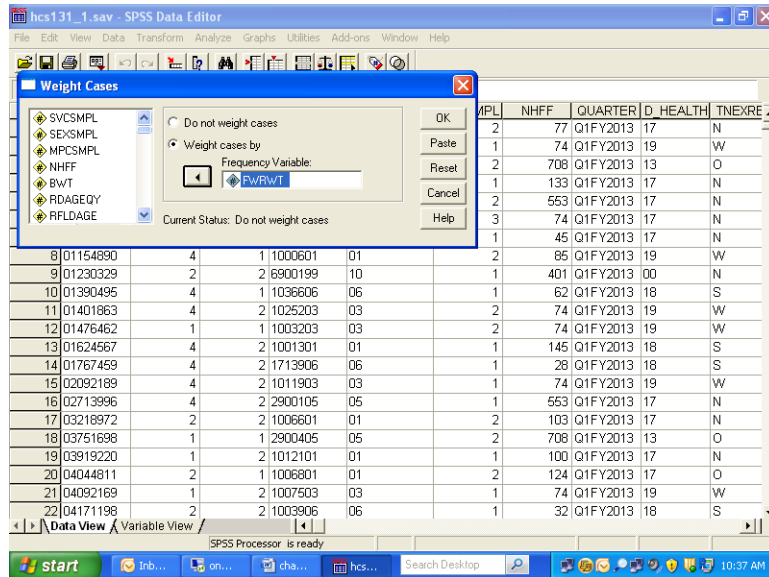 hcs131_1.sav - SPSS Data Editor
File Edit View Data Transform Analyze Graphs Utilities Add-ons Window Help
Weight Cases
SVCSMPL
SEXSMPL
MPCSMPL
NHFF
BWT
RDAGEQY
RFLDAGE
Do not weight cases
Weight cases by
Frequency Variable:
FWRWT
Current Status: Do not weight cases
OK
Paste
Reset
Cancel
Help
MPL NHFF QUARTER D_HEALTH TNEXRE
2 77 Q1FY2013 17 N
1 74 Q1FY2013 19 W
2 708 Q1FY2013 13 O
1 133 Q1FY2013 17 N
2 553 Q1FY2013 17 N
3 74 Q1FY2013 17 N
1 45 Q1FY2013 17 N
8 01154890 4 1 1000601 01 2 85 Q1FY2013 19 W
9 01230329 2 2 6900199 10 1 401 Q1FY2013 00 N
10 01390495 4 1 1036606 06 1 62 Q1FY2013 18 S
11 01401863 4 2 1025203 03 2 74 Q1FY2013 19 W
12 01476462 1 1 1003203 03 2 74 Q1FY2013 19 W
13 01624567 4 2 1001301 01 1 145 Q1FY2013 18 S
14 01767459 4 2 1713906 06 1 28 Q1FY2013 18 S
15 02092189 4 2 1011903 03 1 74 Q1FY2013 19 W
16 02713996 4 2 2900105 05 1 553 Q1FY2013 17 N
17 03218972 2 2 1006601 01 2 103 Q1FY2013 17 N
18 03751698 1 1 2900405 05 2 708 Q1FY2013 13 O
19 03919220 1 2 1012101 01 1 100 Q1FY2013 17 N
20 04044811 2 1 1006801 01 2 124 Q1FY2013 17 O
21 04092169 1 2 1007503 03 1 74 Q1FY2013 19 W
22 04171198 2 2 1003906 06 1 32 Q1FY2013 18 S
Data View Variable View
SPSS Processor is ready
start Inb... on... cha... hcs... Search Desktop 10:37 AM